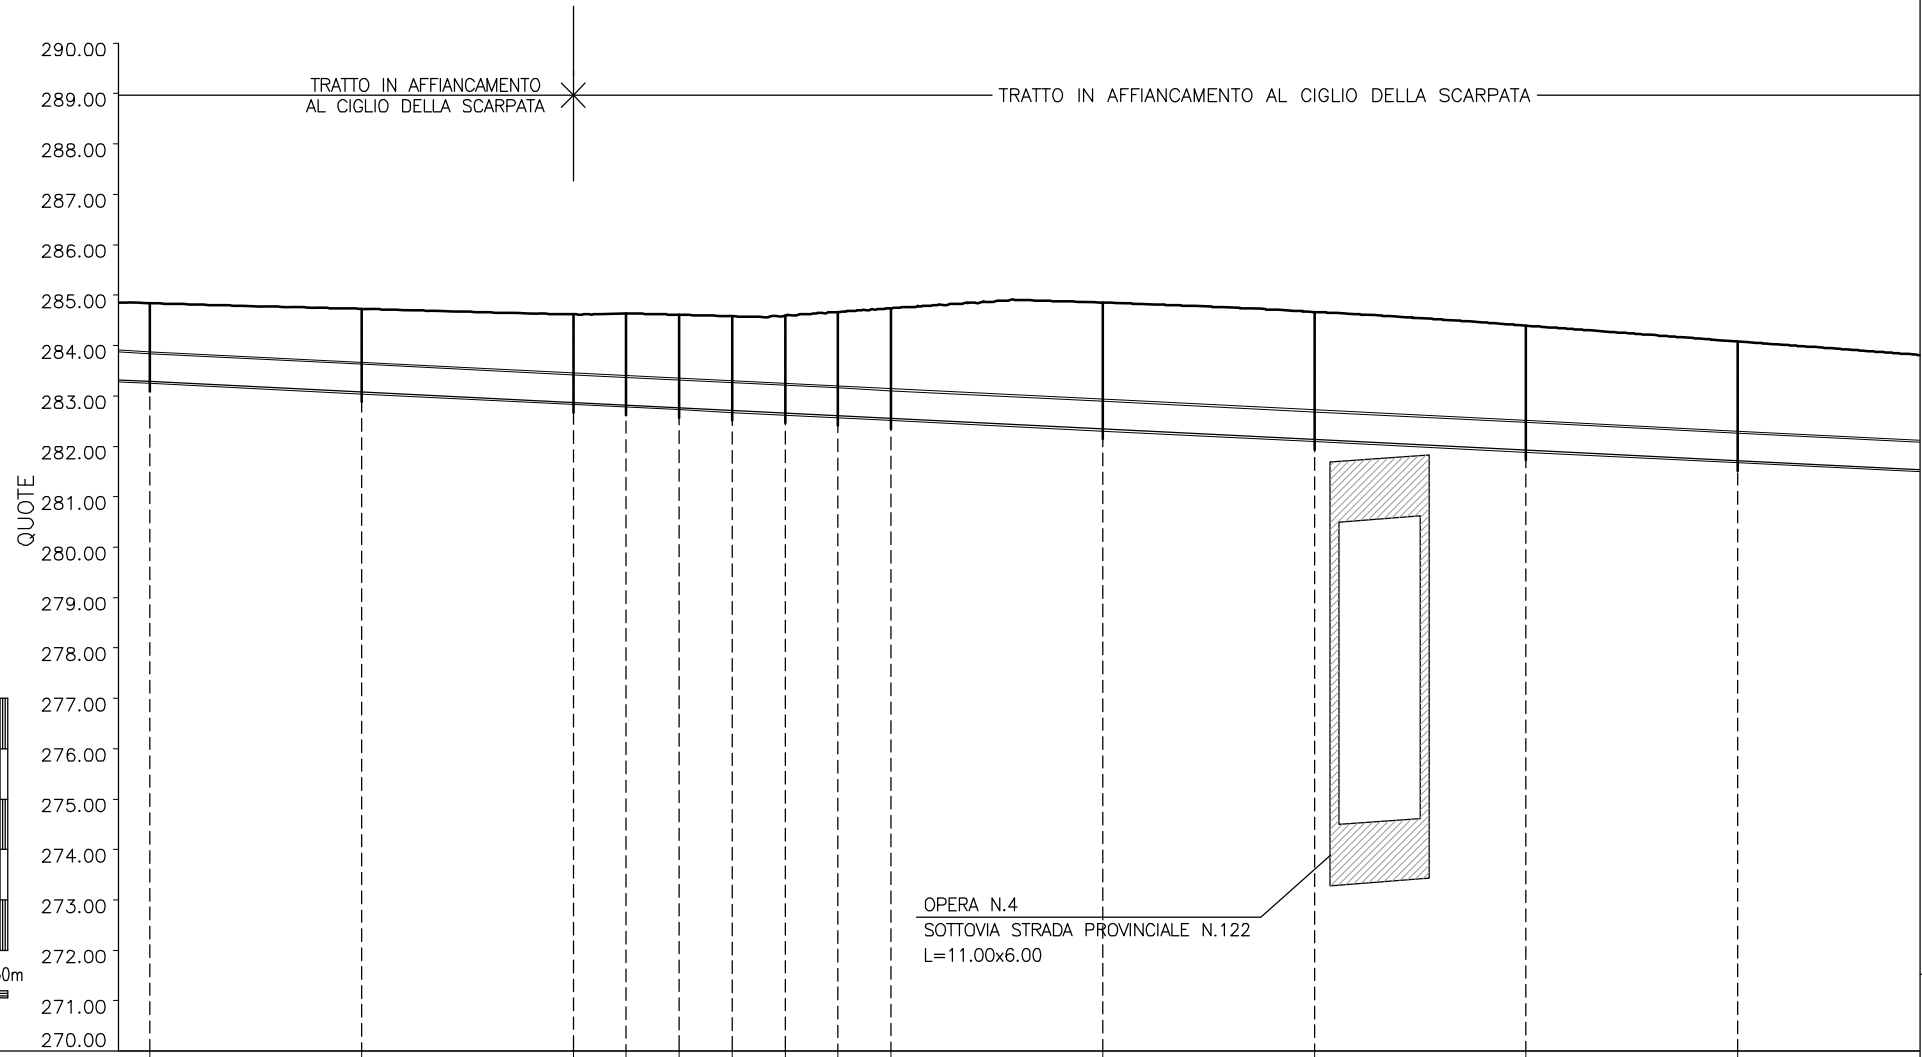 290.00
TRATTO IN AFFIANCAMENTO
AL CIGLIO DELLA SCARPATA
TRATTO IN AFFIANCAMENTO AL CIGLIO DELLA SCARPATA
289.00
288.00
287.00
286.00
285.00
284.00
283.00
282.00
281.00
QUOTE
280.00
279.00
278.00
277.00
276.00
275.00
274.00
273.00
OPERA N.4
SOTTOVIA STRADA PROVINCIALE N.122
L=11.00x6.00
272.00
0m
271.00
270.00